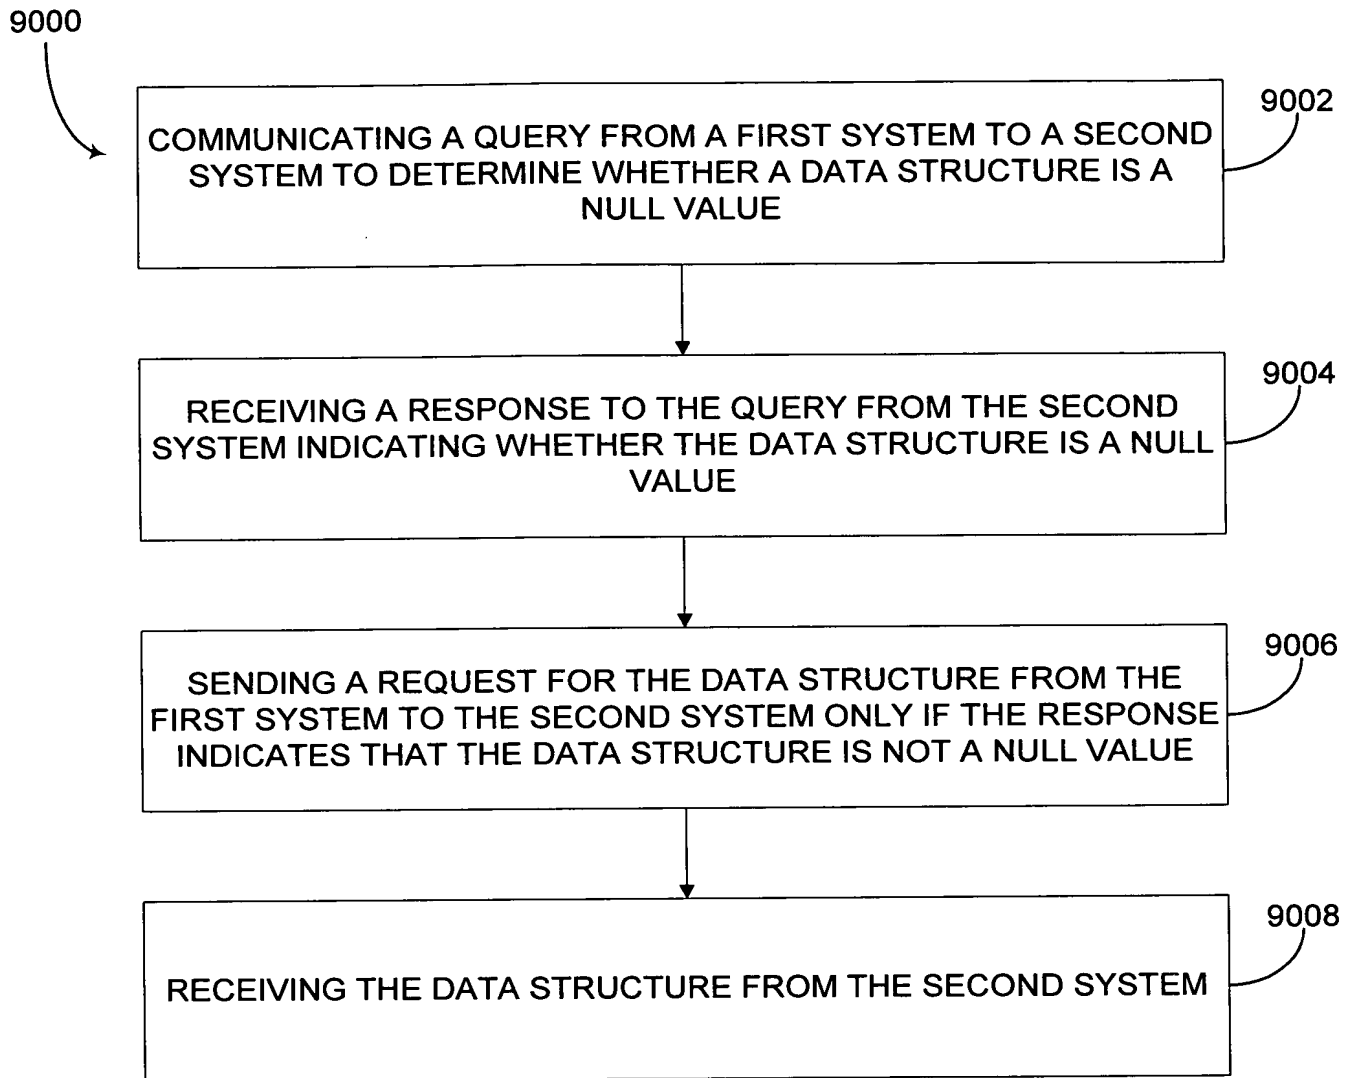 9000
9002
COMMUNICATING A QUERY FROM A FIRST SYSTEM TO A SECOND
SYSTEM TO DETERMINE WHETHER A DATA STRUCTURE IS A
NULL VALUE
9004
RECEIVING A RESPONSE TO THE QUERY FROM THE SECOND
SYSTEM INDICATING WHETHER THE DATA STRUCTURE IS A NULL
VALUE
9006
SENDING A REQUEST FOR THE DATA STRUCTURE FROM THE
FIRST SYSTEM TO THE SECOND SYSTEM ONLY IF THE RESPONSE
INDICATES THAT THE DATA STRUCTURE IS NOT A NULL VALUE
9008
RECEIVING THE DATA STRUCTURE FROM THE SECOND SYSTEM